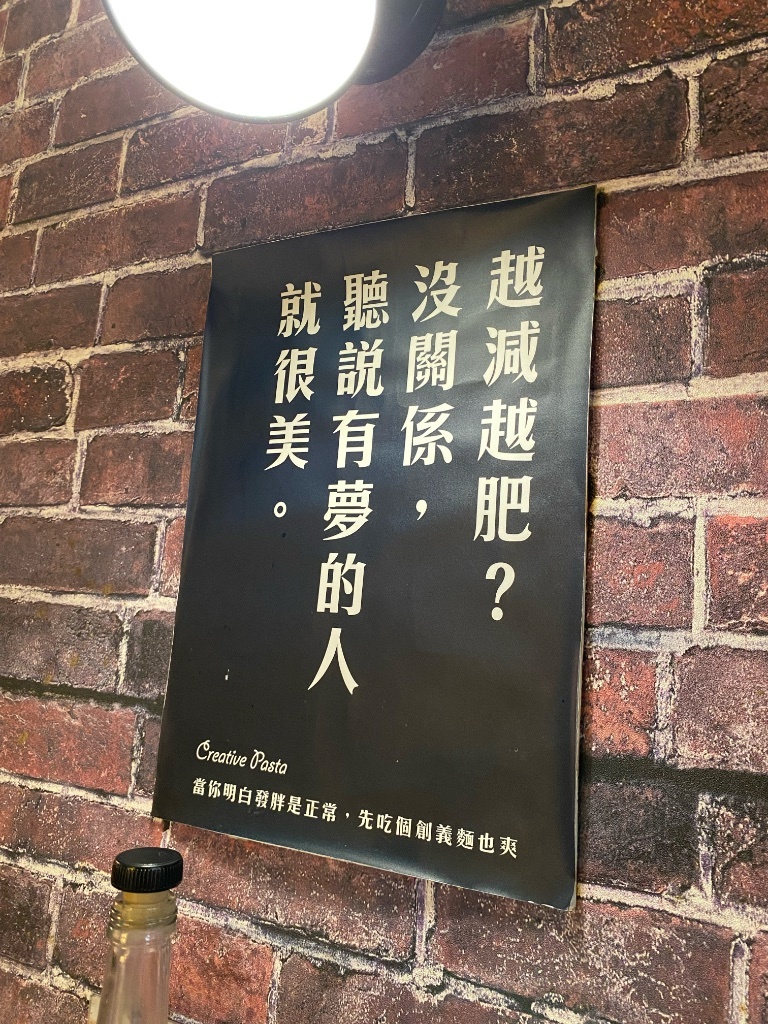 越減越肥？
沒關係，
聽說有夢的人
就很美。
Creative Pasta
當你明白發胖是正常，先吃個創義麵也爽